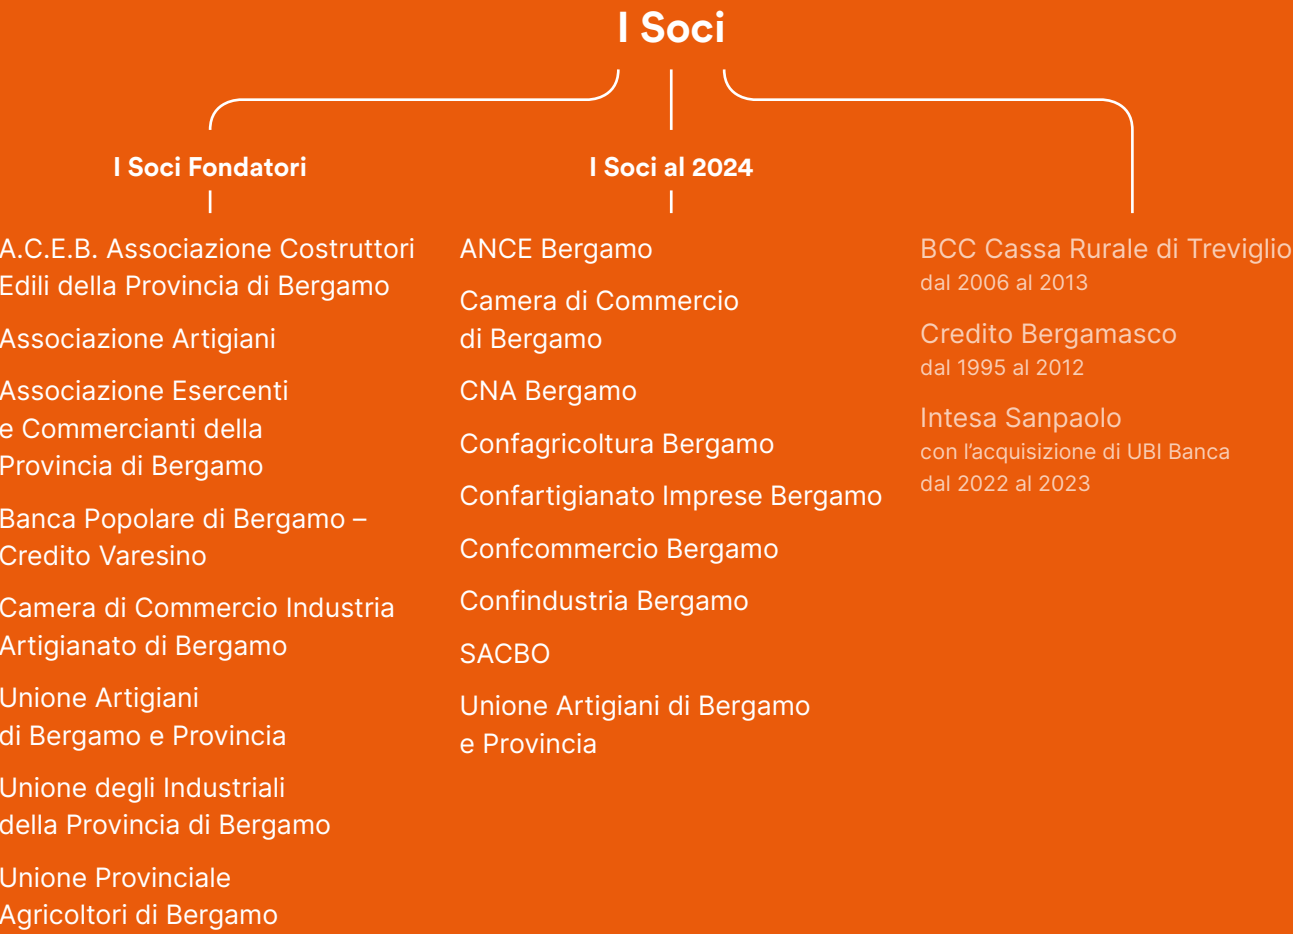 I Soci
I Soci Fondatori
A.C.E.B. Associazione Costruttori
Edili della Provincia di Bergamo
Associazione Artigiani
Associazione Esercenti
e Commercianti della
Provincia di Bergamo
Banca Popolare di Bergamo –
Credito Varesino
Camera di Commercio Industria
Artigianato di Bergamo
Unione Artigiani
di Bergamo e Provincia
Unione degli Industriali
della Provincia di Bergamo
Unione Provinciale
Agricoltori di Bergamo
I Soci al 2024
ANCE Bergamo
Camera di Commercio
di Bergamo
CNA Bergamo
Confagricoltura Bergamo
Confartigianato Imprese Bergamo
Confcommercio Bergamo
Confindustria Bergamo
SACBO
Unione Artigiani di Bergamo
e Provincia
BCC Cassa Rurale di Treviglio
dal 2006 al 2013
Credito Bergamasco
dal 1995 al 2012
Intesa Sanpaolo
con l’acquisizione di UBI Banca
dal 2022 al 2023